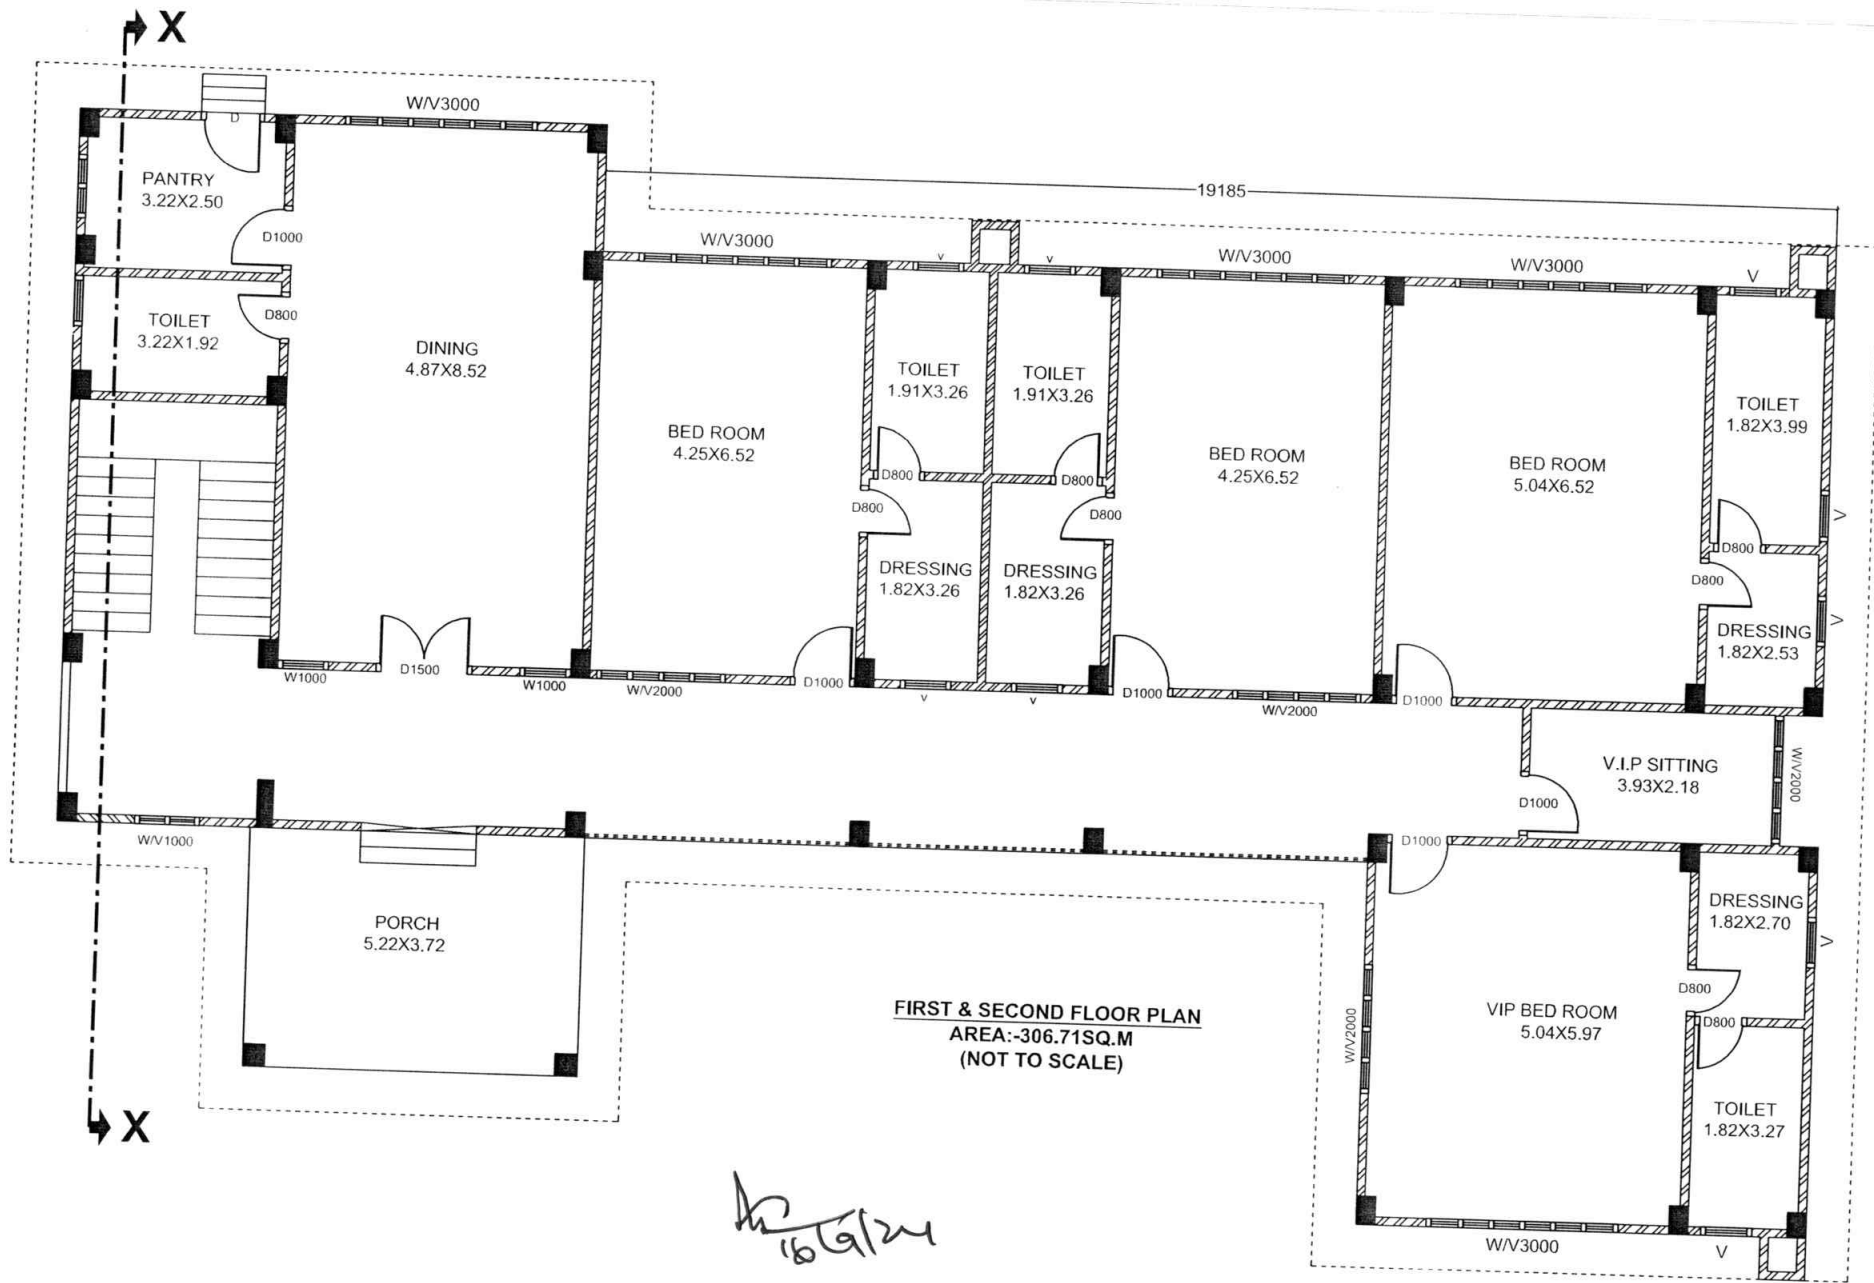 X
W/V3000
D
PANTRY
3.22X2.50
D1000
19185
W/V3000
v
v
W/V3000
W/V3000
V
TOILET
3.22X1.92
D800
DINING
4.87X8.52
TOILET
1.91X3.26
TOILET
1.91X3.26
TOILET
1.82X3.99
BED ROOM
4.25X6.52
BED ROOM
4.25X6.52
BED ROOM
5.04X6.52
D800
D800
D800
D800
V
D800
D800
DRESSING
1.82X3.26
DRESSING
1.82X3.26
DRESSING
1.82X2.53
V
W1000
D1500
W1000
W/V2000
D1000
v
v
D1000
W/V2000
D1000
V.I.P SITTING
3.93X2.18
W/V2000
D1000
W/V1000
D1000
PORCH
5.22X3.72
DRESSING
1.82X2.70
V
D800
D800
VIP BED ROOM
5.04X5.97
W/V2000
FIRST & SECOND FLOOR PLAN
AREA:-306.71SQ.M
(NOT TO SCALE)
TOILET
1.82X3.27
X
W/V3000
V